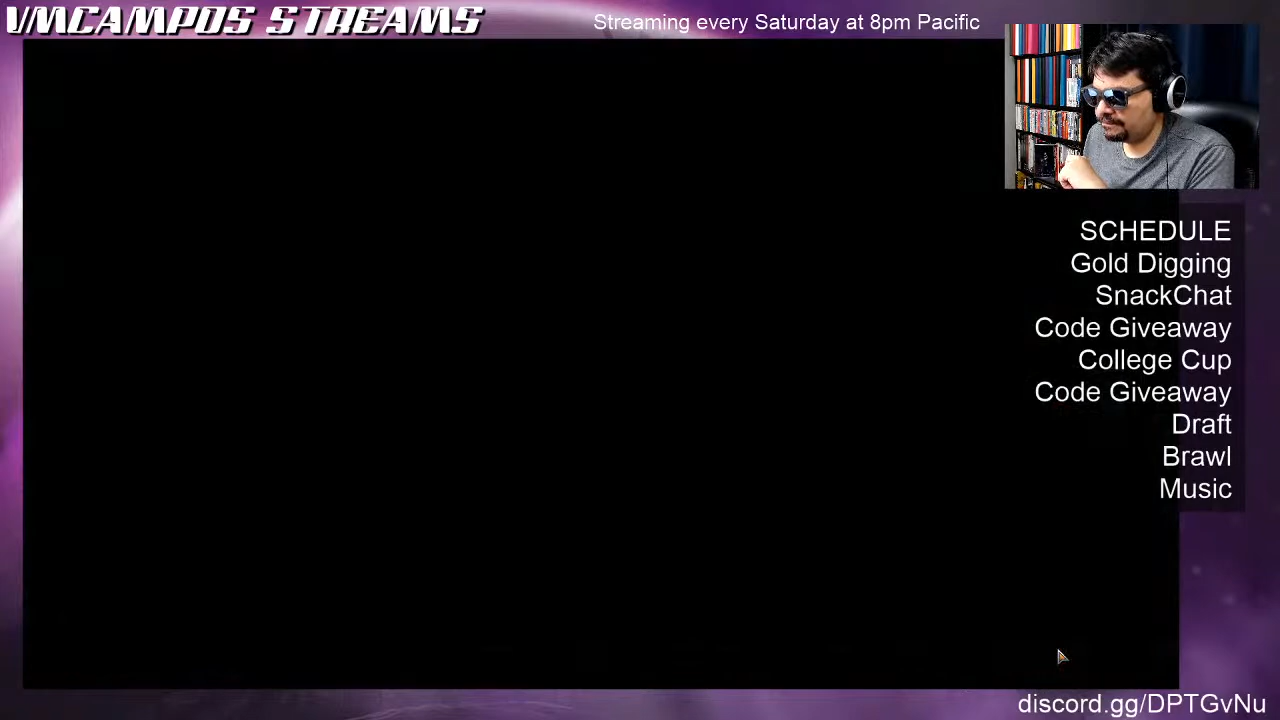 VMCAMPOS STREAMS
Streaming every Saturday at 8pm Pacific
SCHEDULE
Gold Digging
SnackChat
Code Giveaway
College Cup
Code Giveaway
Draft
Brawl
Music
discord.gg/DPTGvNu